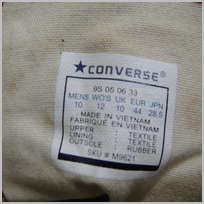 ★CONVERSE®
9S 05 06 33
MENS WO'S UK EUR JPN
10 12 10 44 28.5
MADE IN VIETNAM
FABRIQUÉ EN VIETNAM
UPPER : TEXTILE
LINING : TEXTILE
OUTSOLE : RUBBER
SKU # M9621